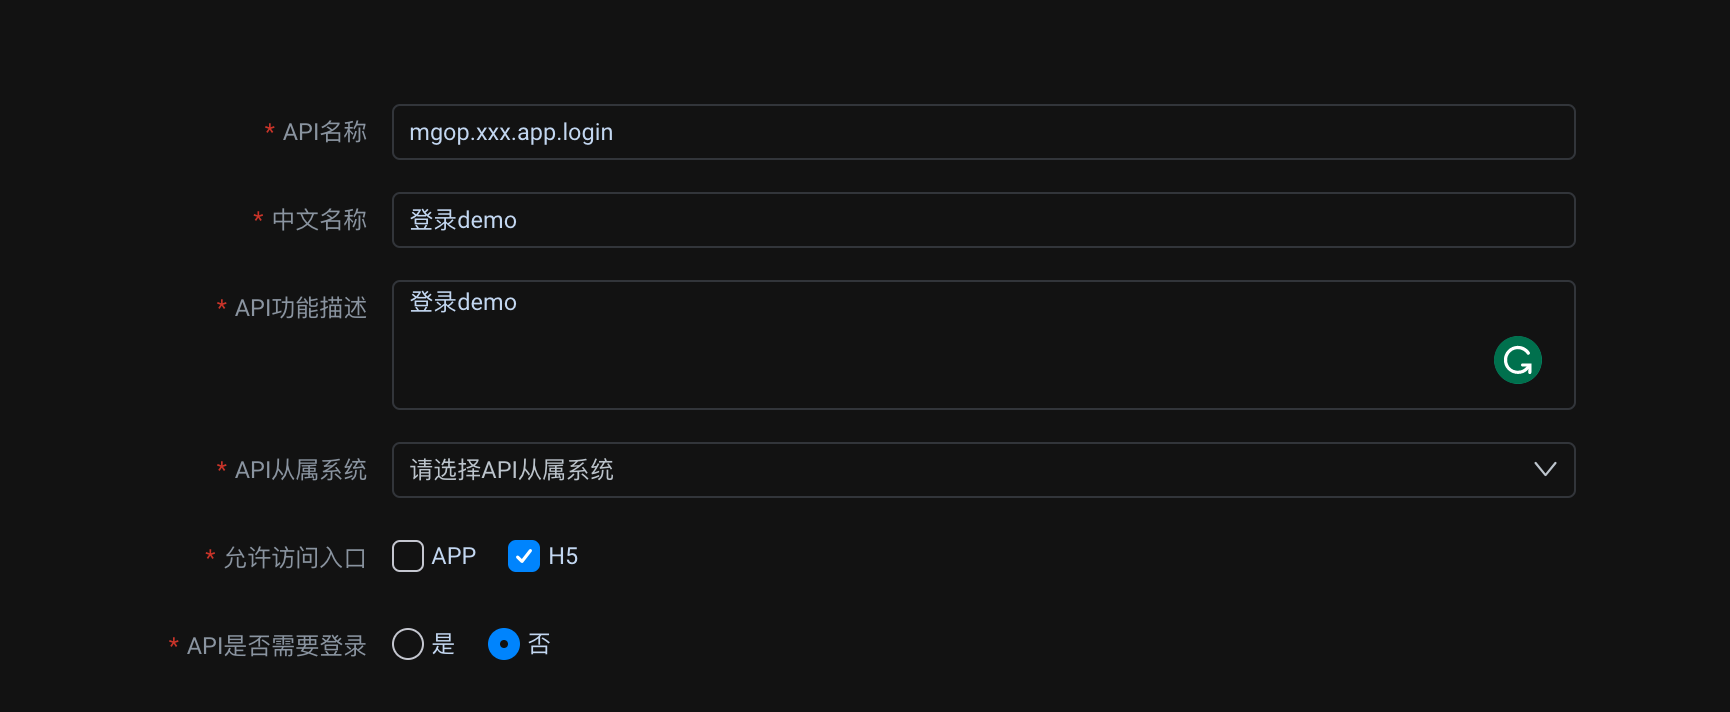 * API名称 mgop.xxx.app.login
* 中文名称 登录demo
* API功能描述 登录demo
* API从属系统 请选择API从属系统
* 允许访问入口 APP H5
* API是否需要登录 是 否